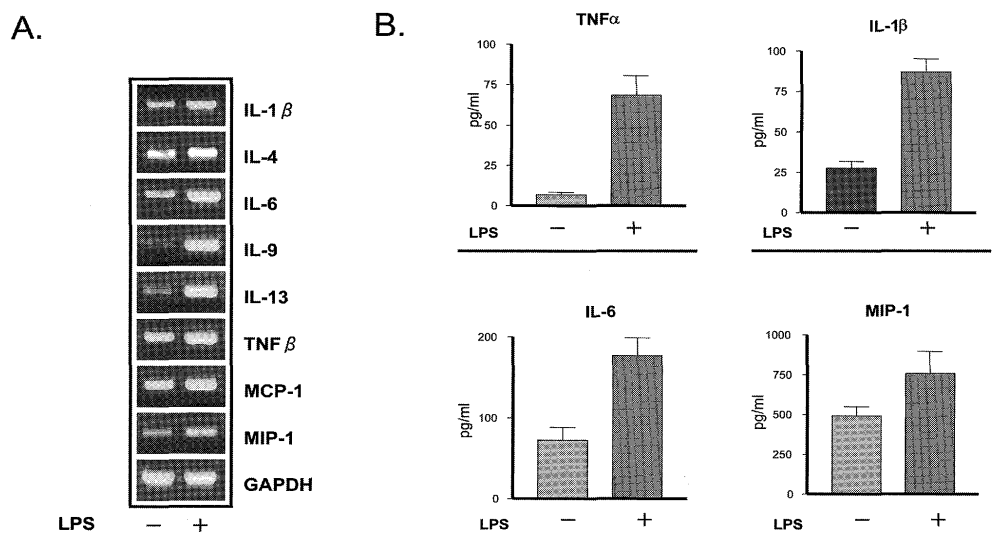 A.
IL-1 β
IL-4
IL-6
IL-9
IL-13
TNF β
MCP-1
MIP-1
GAPDH
LPS − +
B.
TNFα
100
75
50
25
0
pg/ml
LPS − +
IL-1β
100
75
50
25
0
pg/ml
LPS − +
IL-6
200
100
0
pg/ml
LPS − +
MIP-1
1000
750
500
250
0
pg/ml
LPS − +